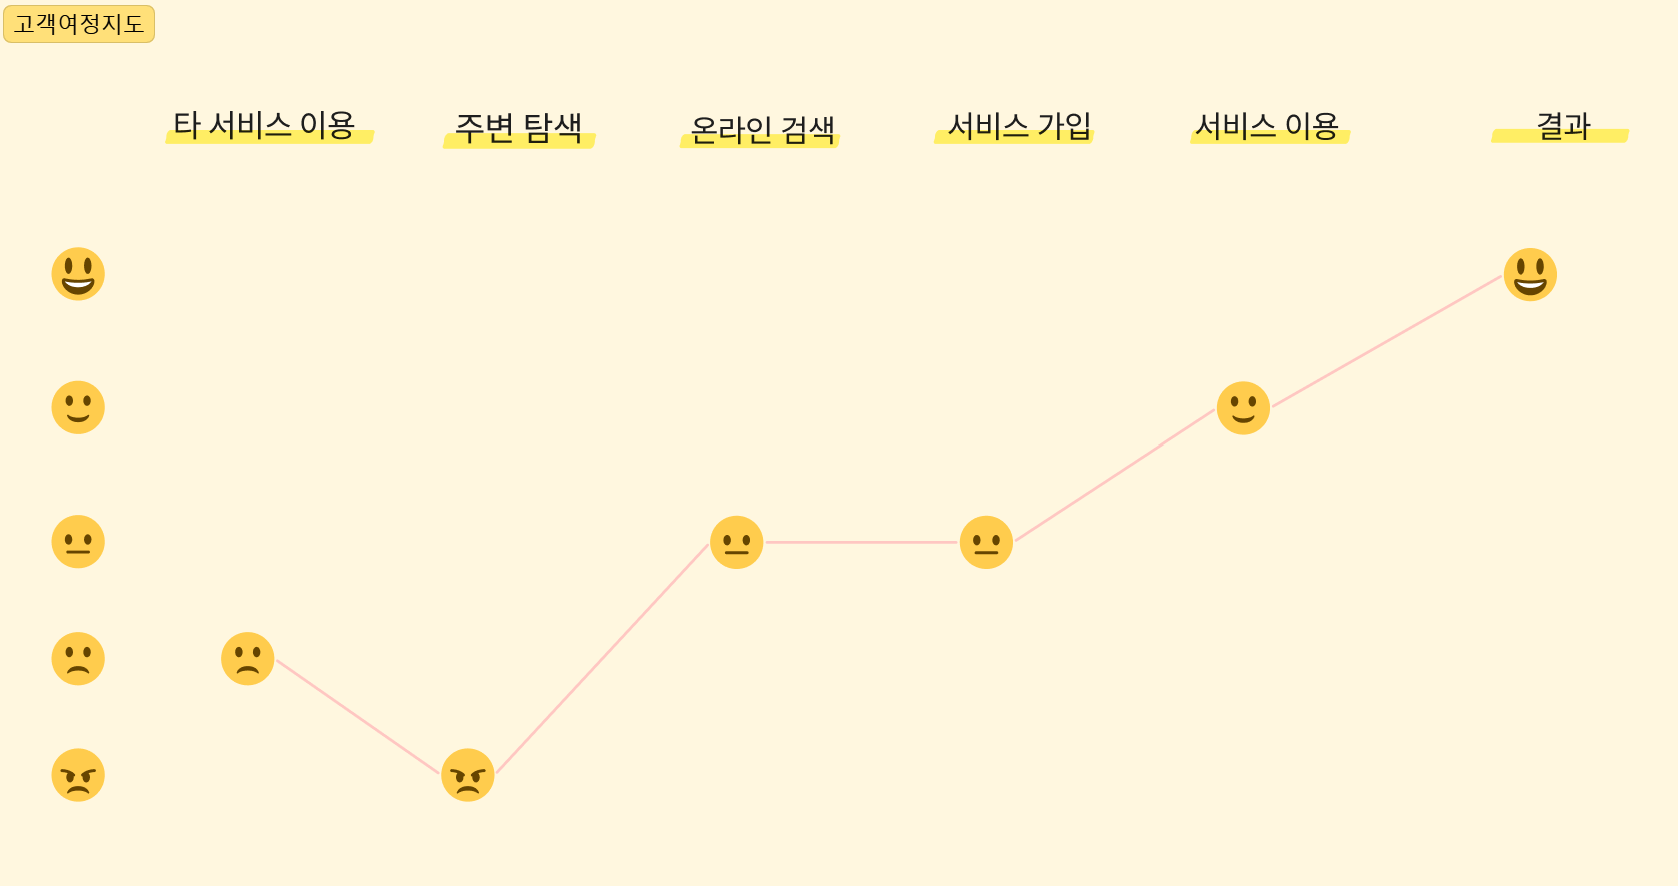 고객여정지도
타 서비스 이용
주변 탐색
온라인 검색
서비스 가입
서비스 이용
결과